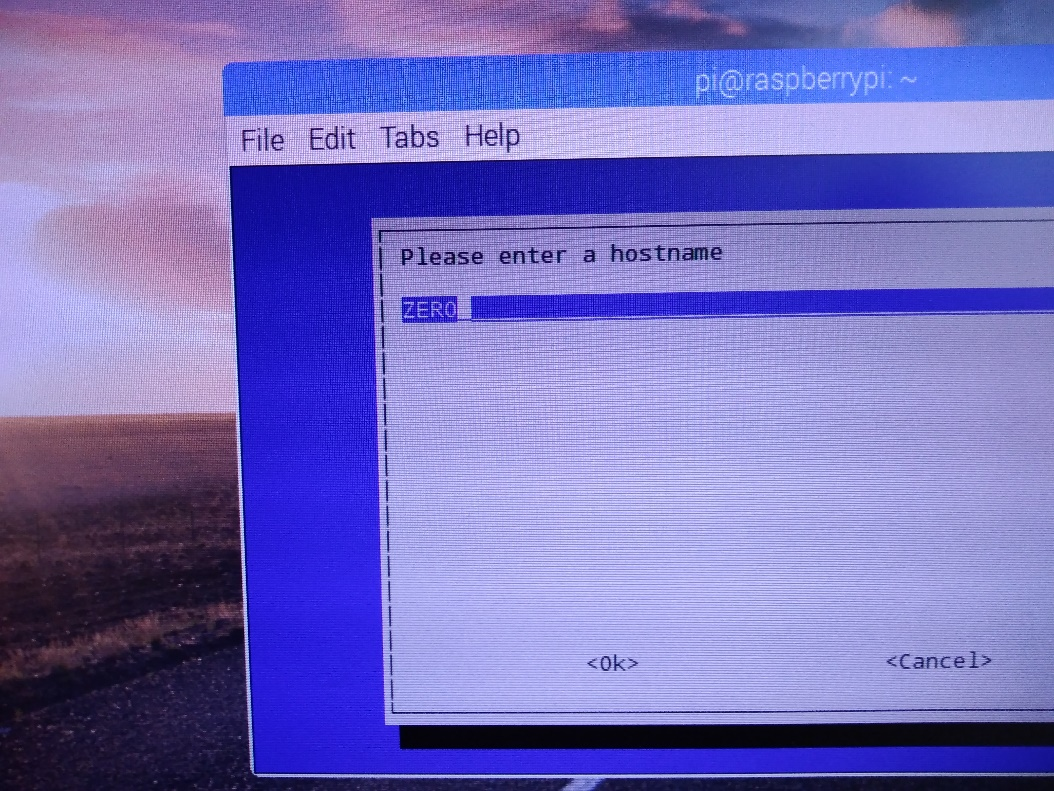 pi@raspberrypi: ~
File Edit Tabs Help
Please enter a hostname
ZERO
<Ok> <Cancel>